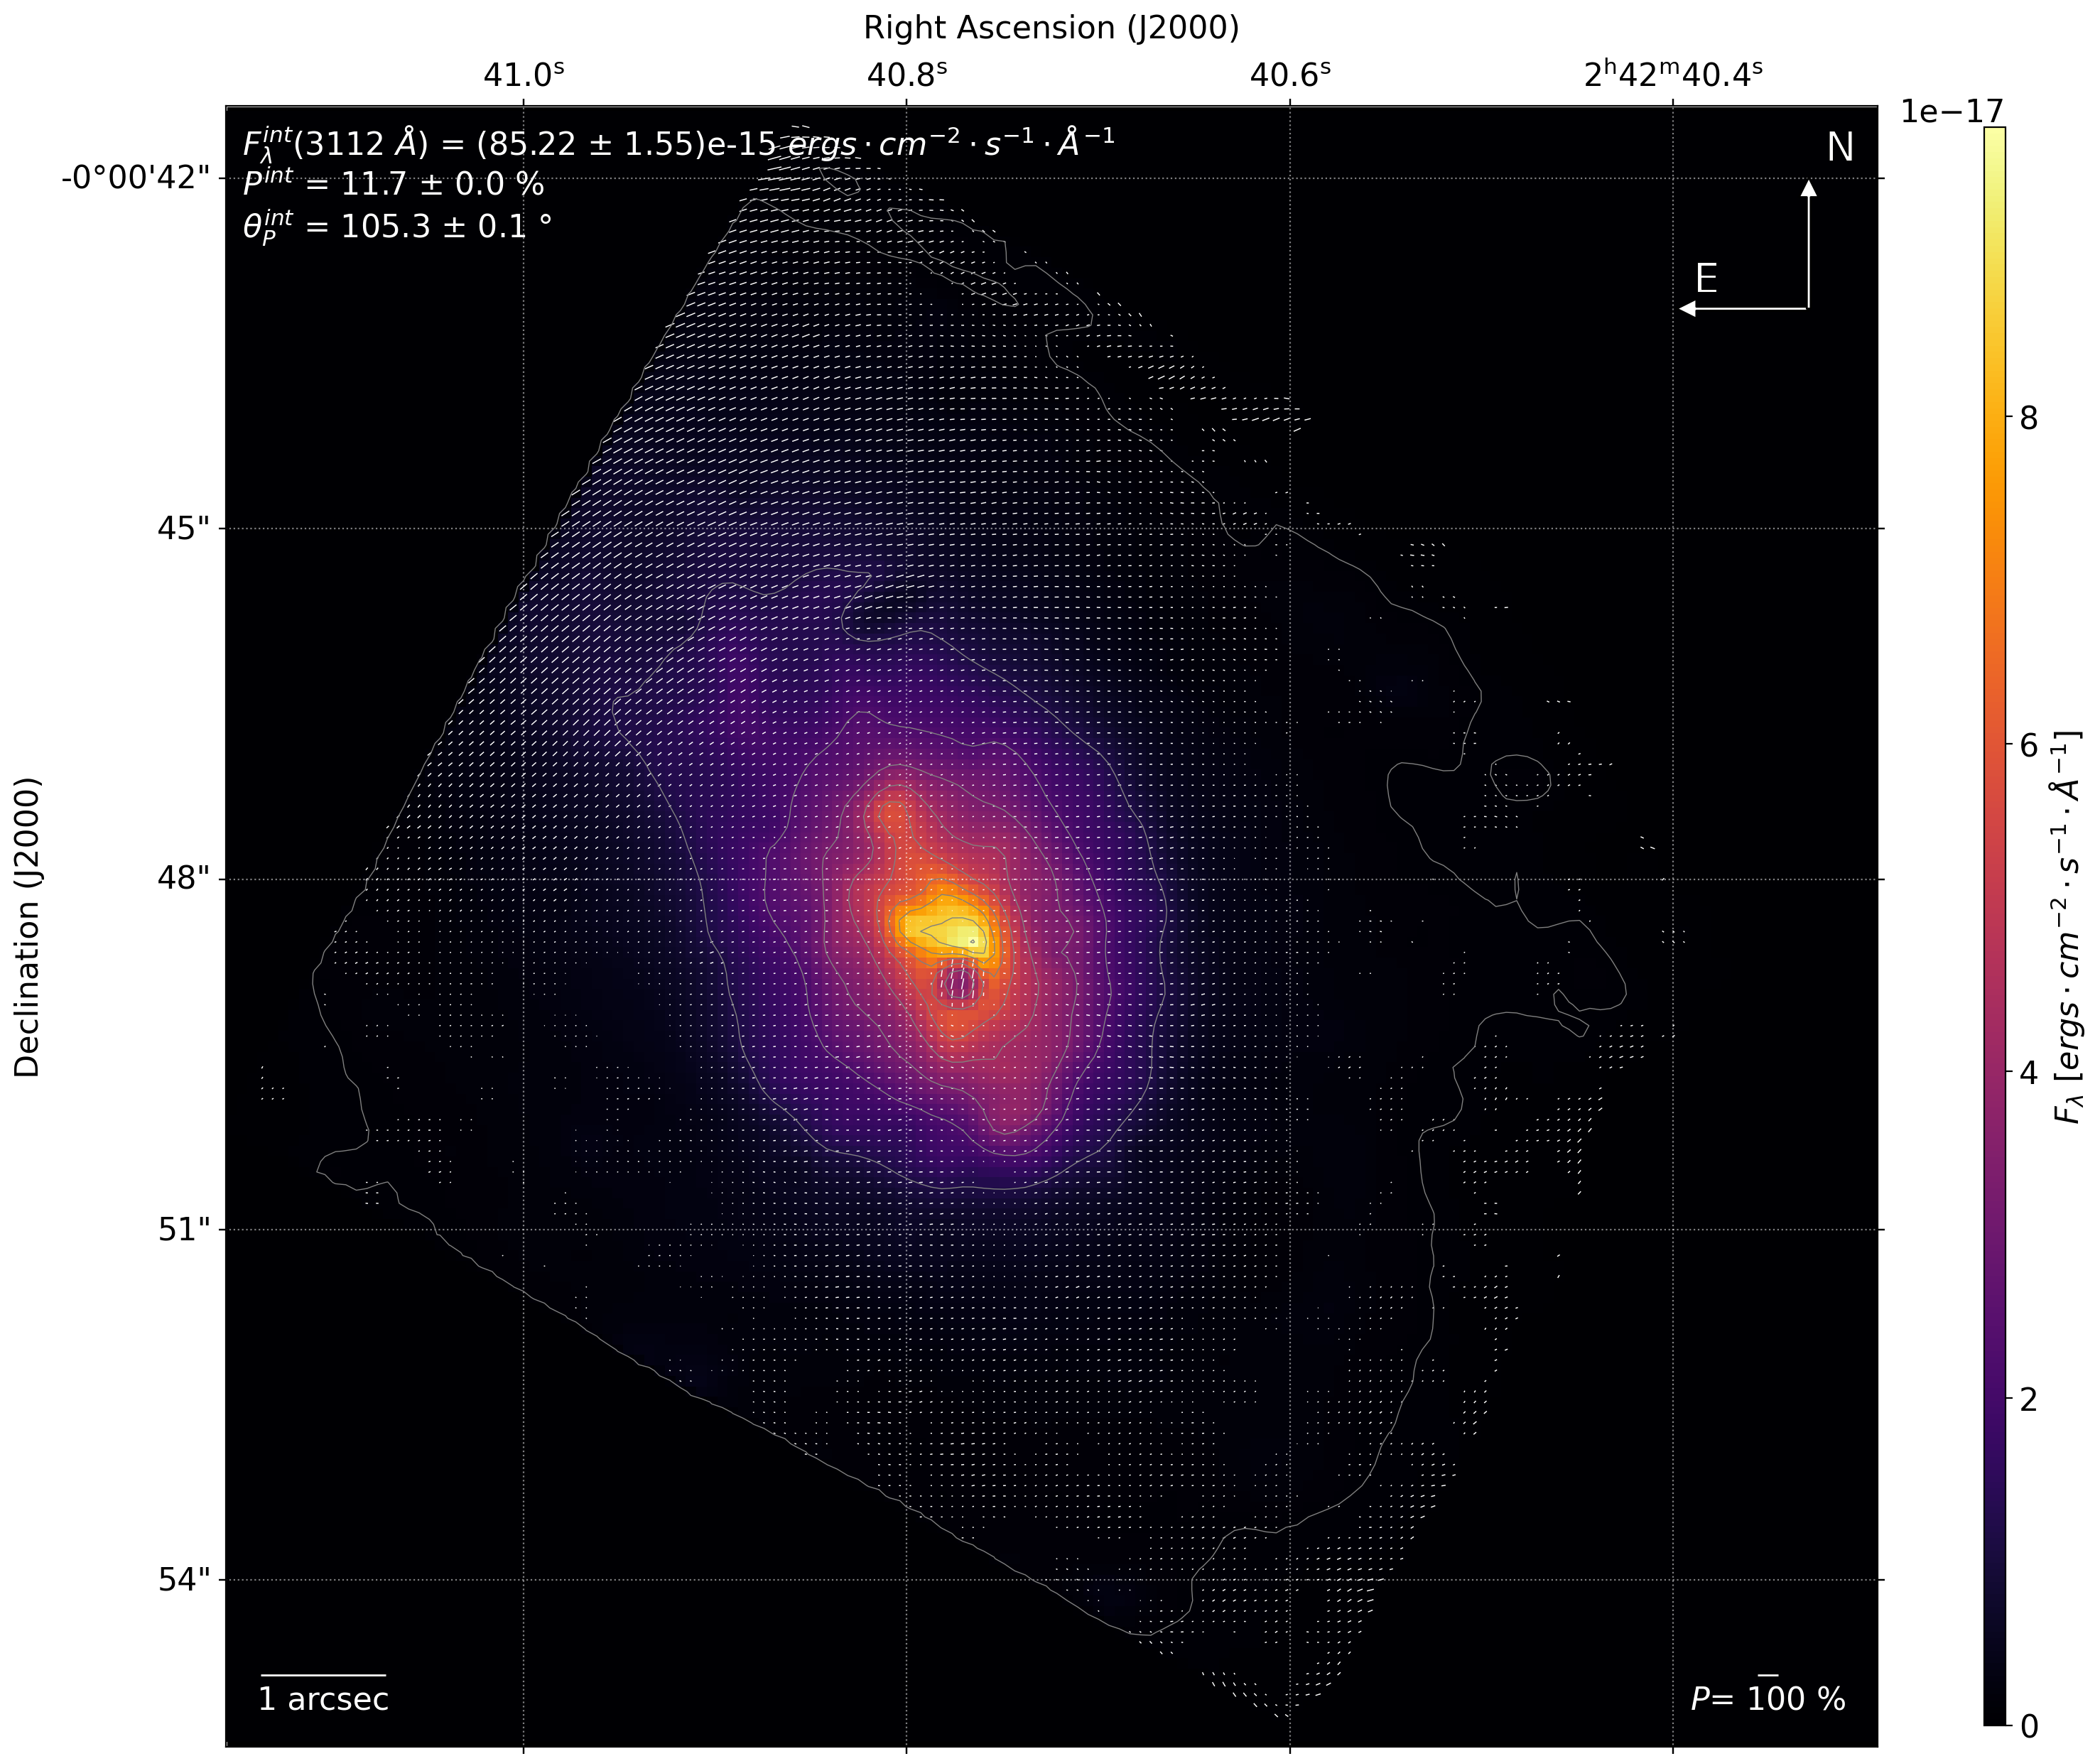 Right Ascension (J2000)
41.0ˢ 40.8ˢ 40.6ˢ 2ʰ42ᵐ40.4ˢ
1e−17
F_λ^int(3112 Å) = (85.22 ± 1.55)e-15 ergs · cm⁻² · s⁻¹ · Å⁻¹
P^int = 11.7 ± 0.0 %
θ_P^int = 105.3 ± 0.1 °
N
E
-0°00'42"
45"
48"
51"
54"
Declination (J2000)
8
6
4
2
0
F_λ [ergs · cm⁻² · s⁻¹ · Å⁻¹]
1 arcsec
P= 100 %